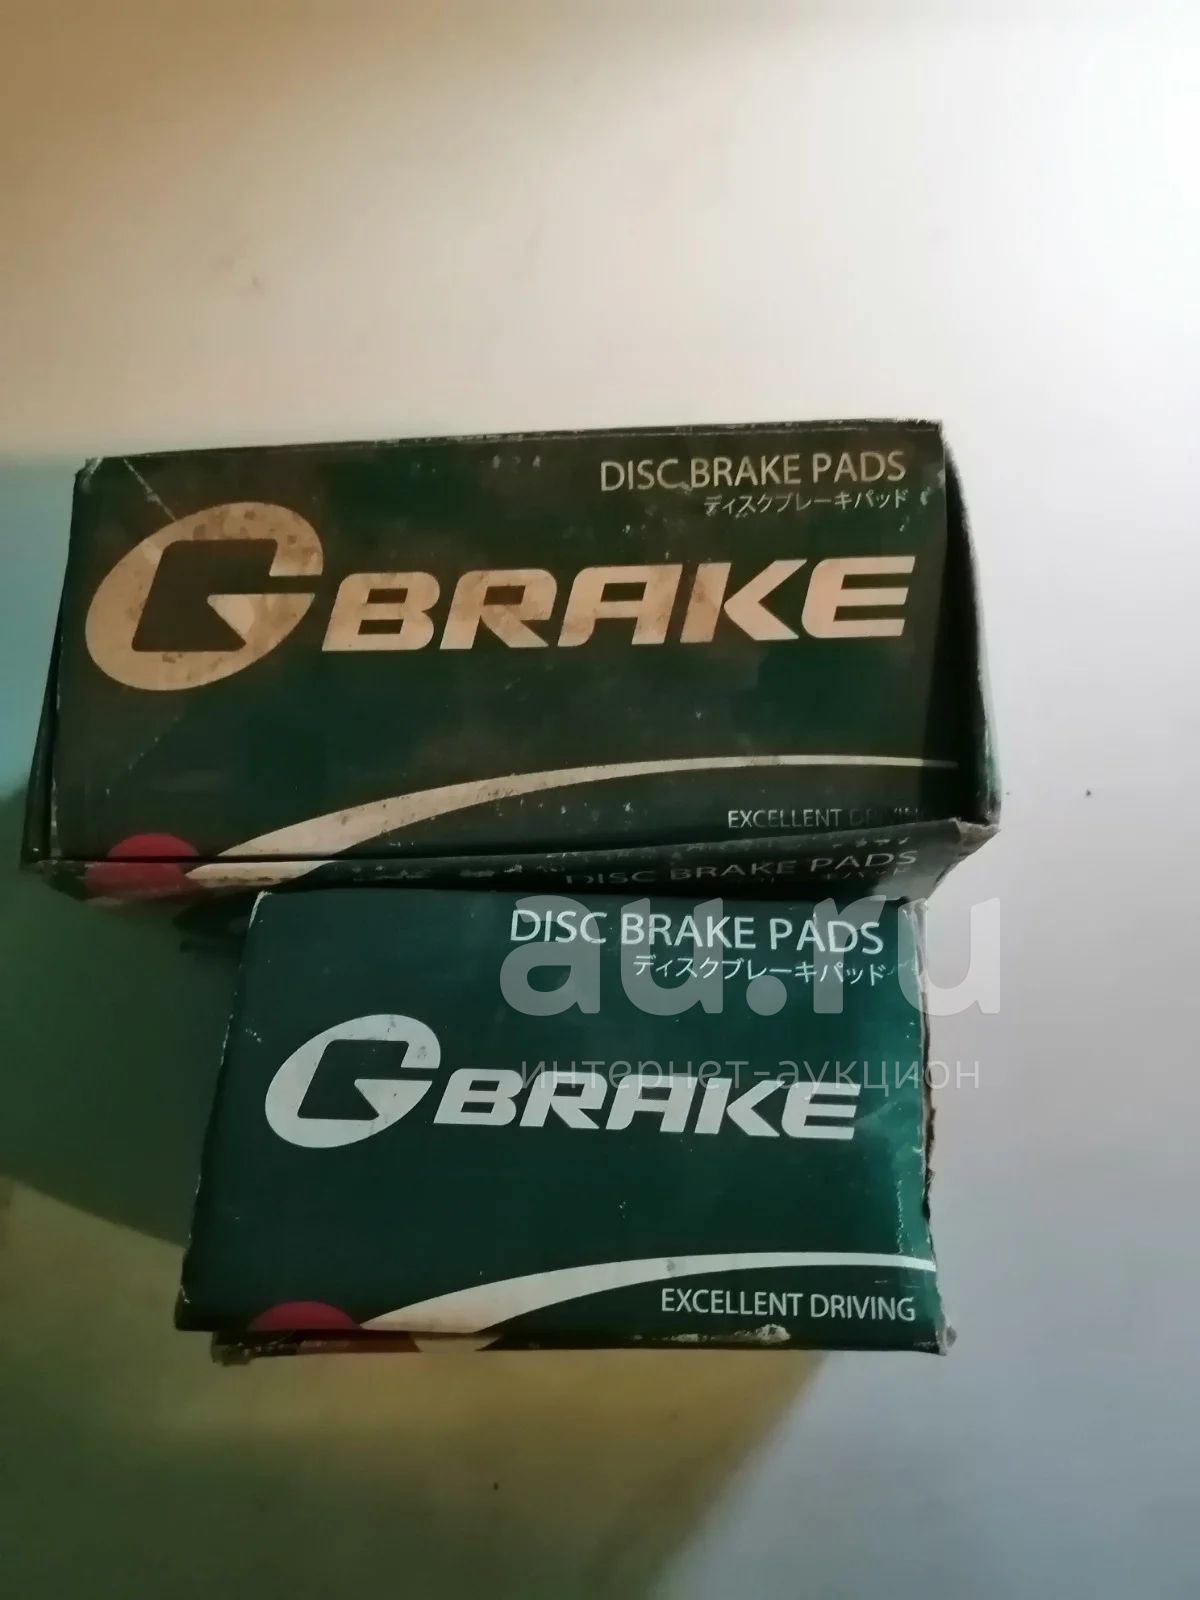 DISC BRAKE PADS
ディスクブレーキパッド
GBRAKE
EXCELLENT DRIVIN
DISC BRAKE PADS
DISC BRAKE PADS
ディスクブレーキパッド
au.ru
интернет-аукцион
GBRAKE
EXCELLENT DRIVING